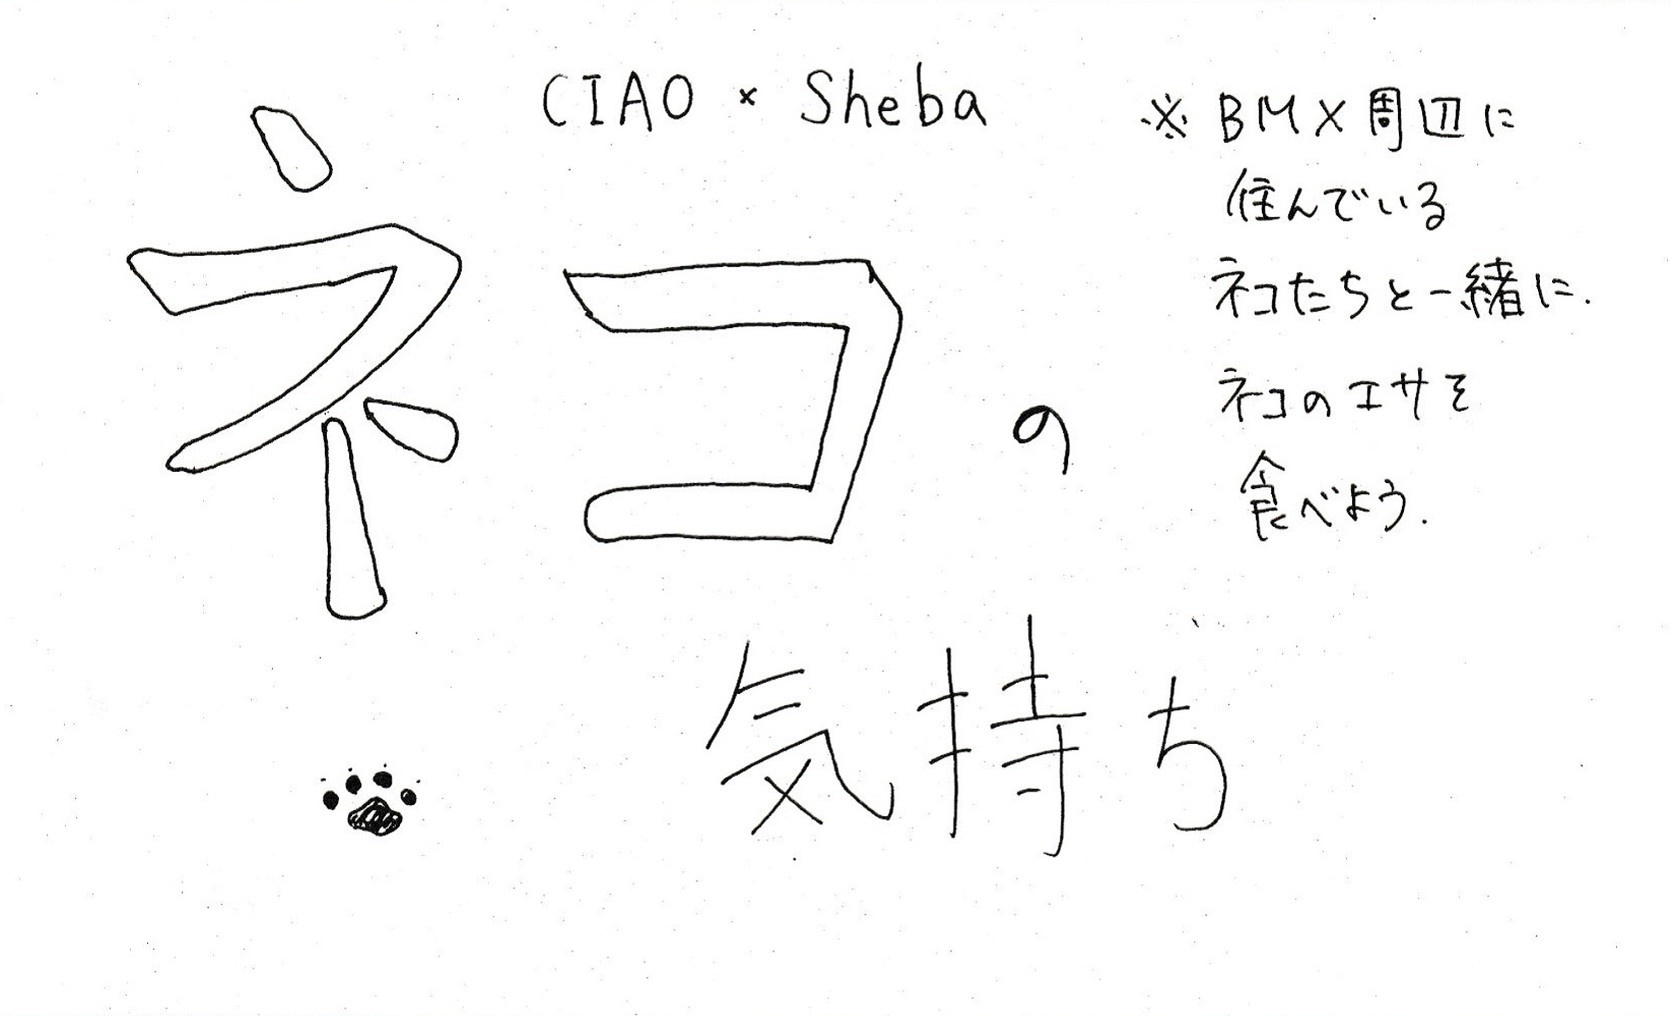 CIAO × Sheba
ネコの
気持ち
※ BMX周辺に
住んでいる
ネコたちと一緒に.
ネコのエサを
食べよう.